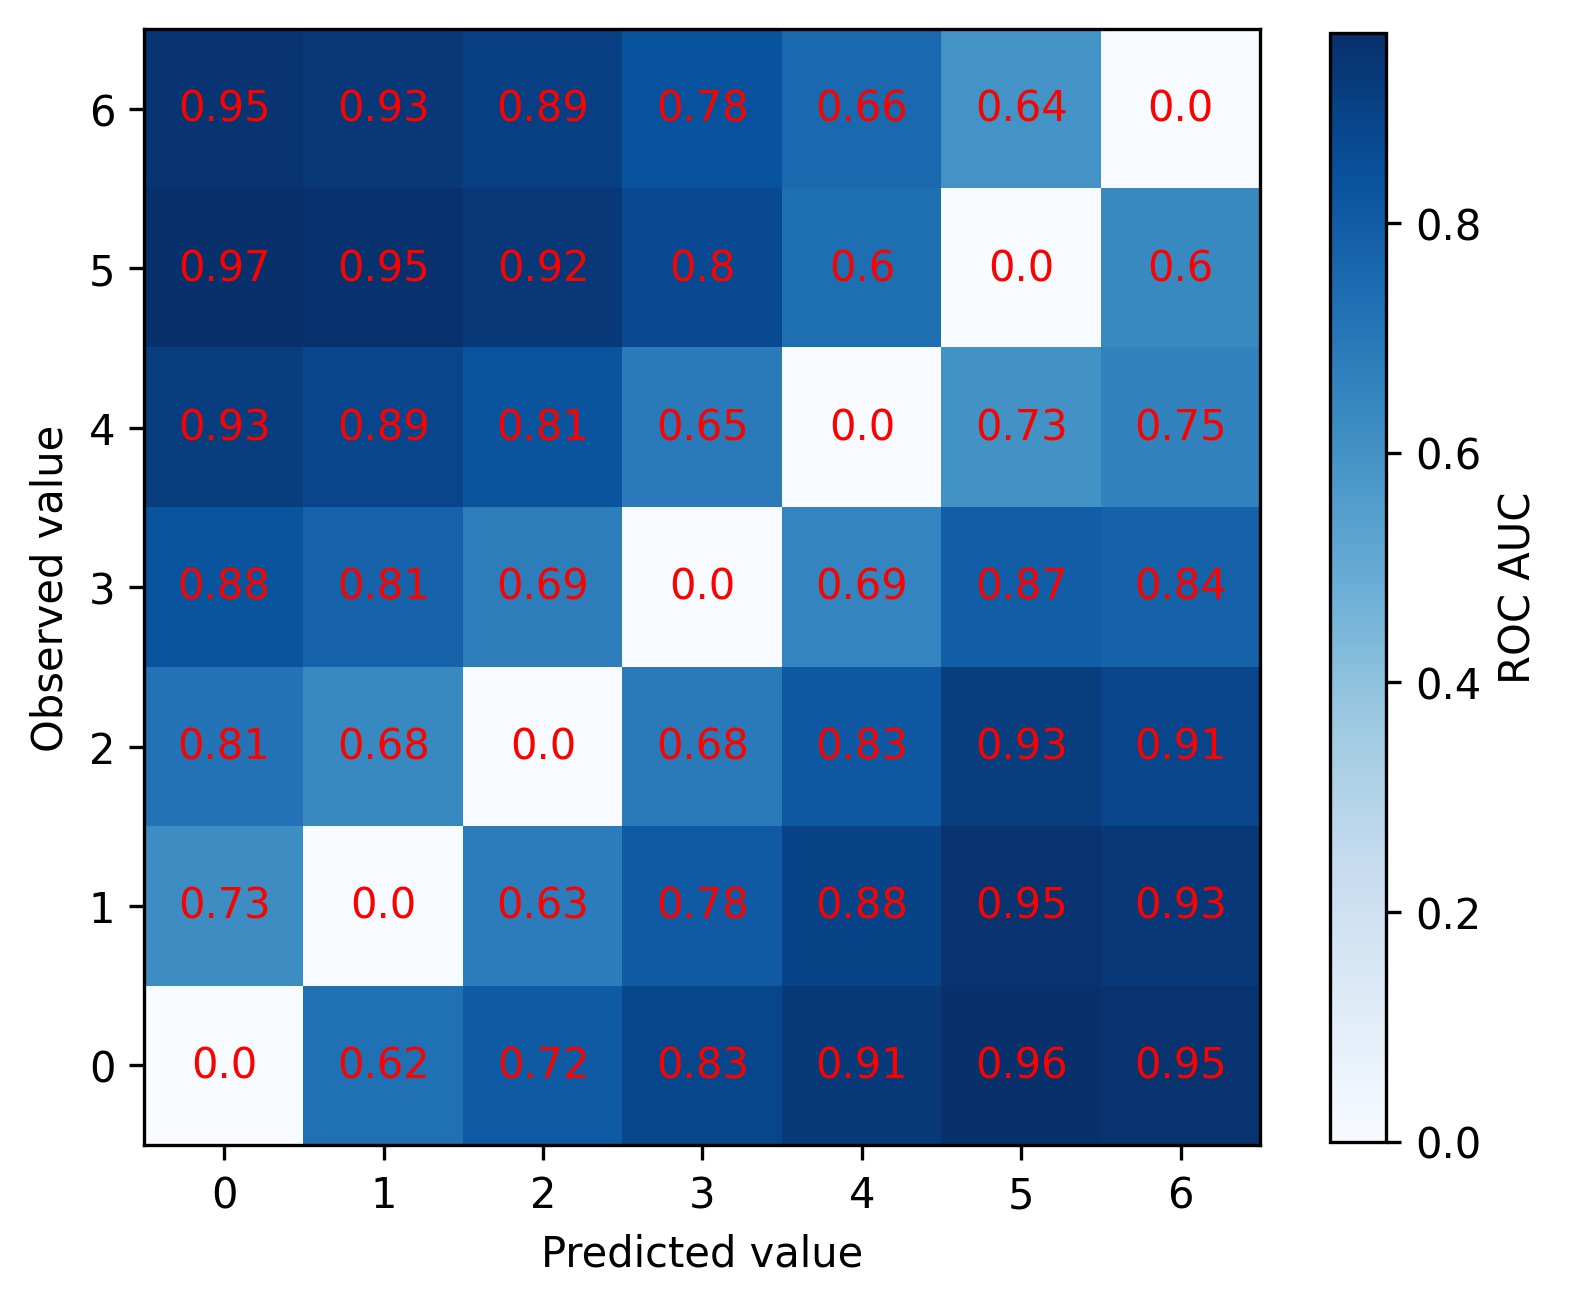 6 0.95 0.93 0.89 0.78 0.66 0.64 0.0
5 0.97 0.95 0.92 0.8 0.6 0.0 0.6
4 0.93 0.89 0.81 0.65 0.0 0.73 0.75
3 0.88 0.81 0.69 0.0 0.69 0.87 0.84
2 0.81 0.68 0.0 0.68 0.83 0.93 0.91
1 0.73 0.0 0.63 0.78 0.88 0.95 0.93
0 0.0 0.62 0.72 0.83 0.91 0.96 0.95
0 1 2 3 4 5 6
Predicted value
Observed value
0.8
0.6
0.4
0.2
0.0
ROC AUC